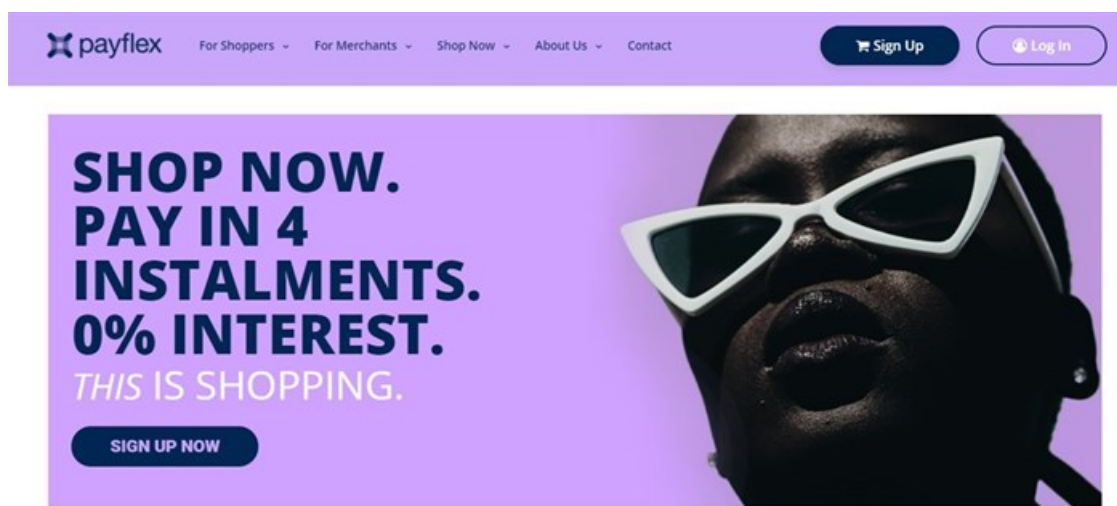 payflex
For Shoppers
For Merchants
Shop Now
About Us
Contact
Sign Up
Log In
SHOP NOW.
PAY IN 4
INSTALMENTS.
0% INTEREST.
THIS IS SHOPPING.
SIGN UP NOW